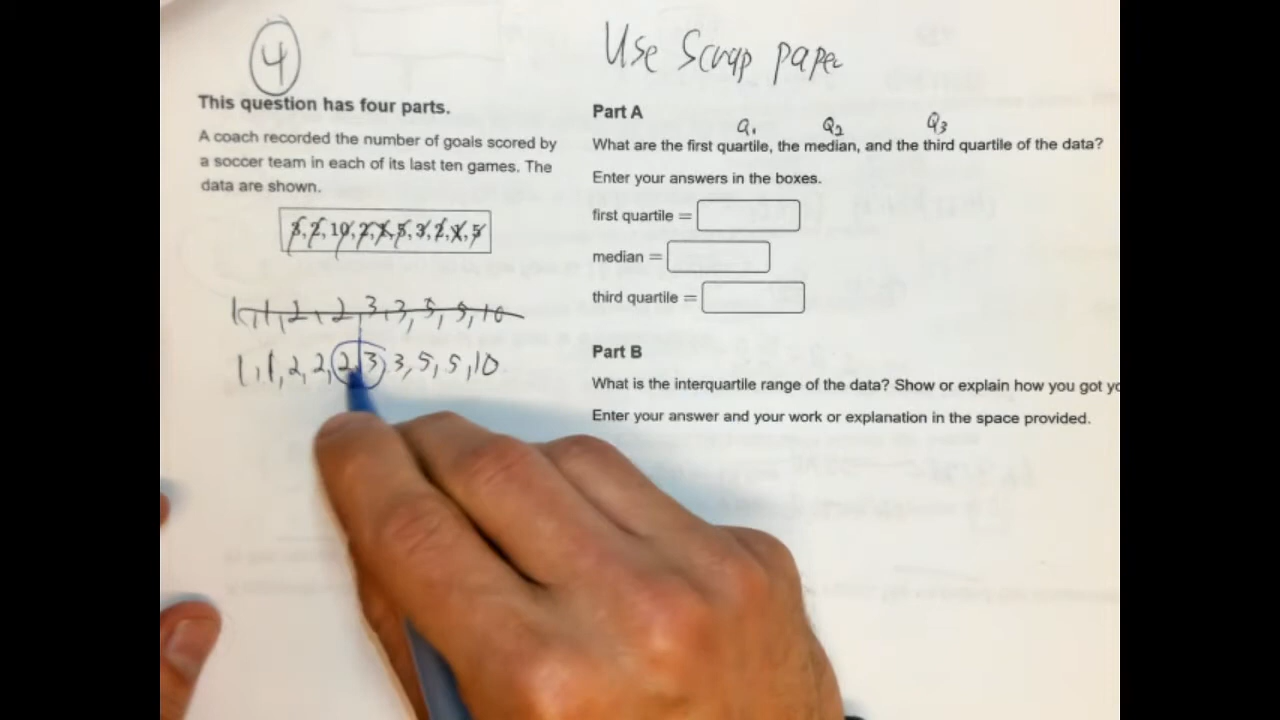 4
Use Scrap paper
This question has four parts.
A coach recorded the number of goals scored by
a soccer team in each of its last ten games. The
data are shown.
3, 2, 10, 2, 1, 5, 3, 2, 1, 5
1, 1, 2, 2, 3, 3, 5, 5, 10
1, 1, 2, 2, 2, 3, 3, 5, 5, 10
Part A
Q1 Q2 Q3
What are the first quartile, the median, and the third quartile of the data?
Enter your answers in the boxes.
first quartile =
median =
third quartile =
Part B
What is the interquartile range of the data? Show or explain how you got yo
Enter your answer and your work or explanation in the space provided.